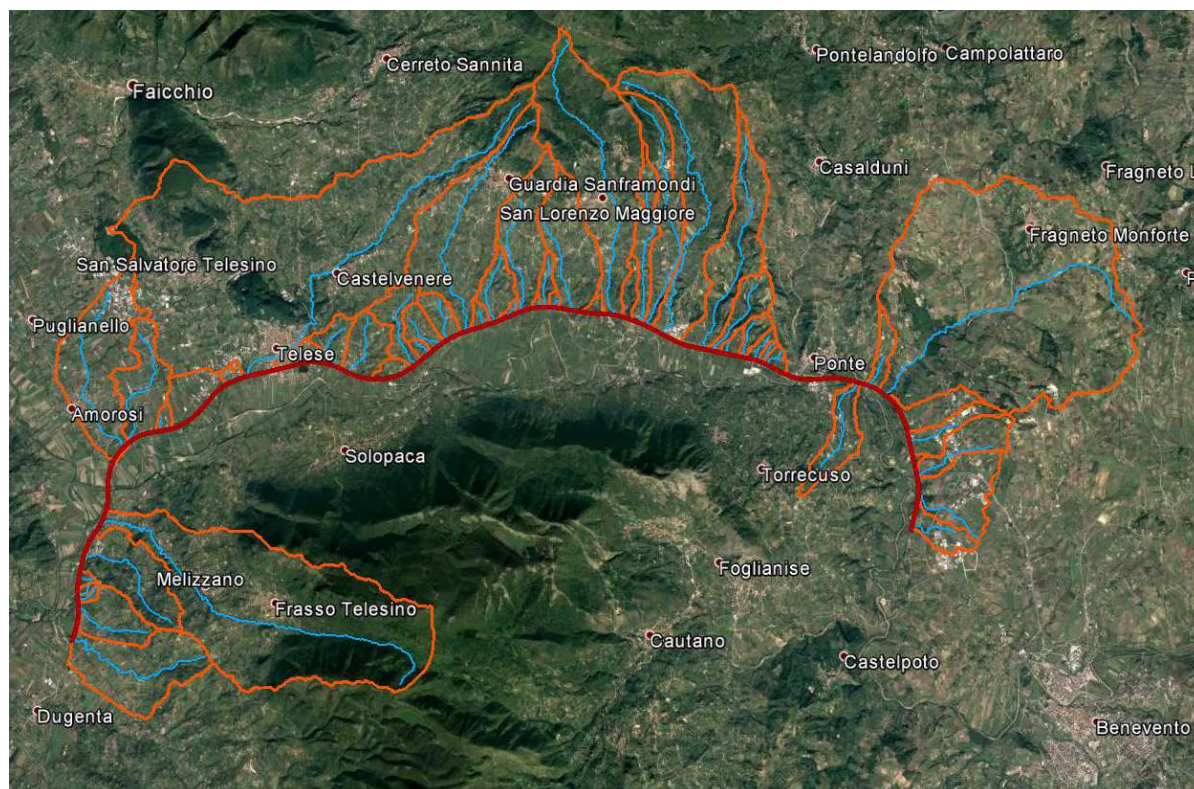 Pontelandolfo
Campolattaro
Cerreto Sannita
Faicchio
Casalduni
Fragneto L
Guardia Sanframondi
San Lorenzo Maggiore
Fragneto Monforte
San Salvatore Telesino
Castelvenere
F
Puglianello
Telese
Ponte
Amorosi
Solopaca
Torrecuso
Foglianise
Melizzano
Frasso Telesino
Cautano
Castelpoto
Dugenta
Benevento